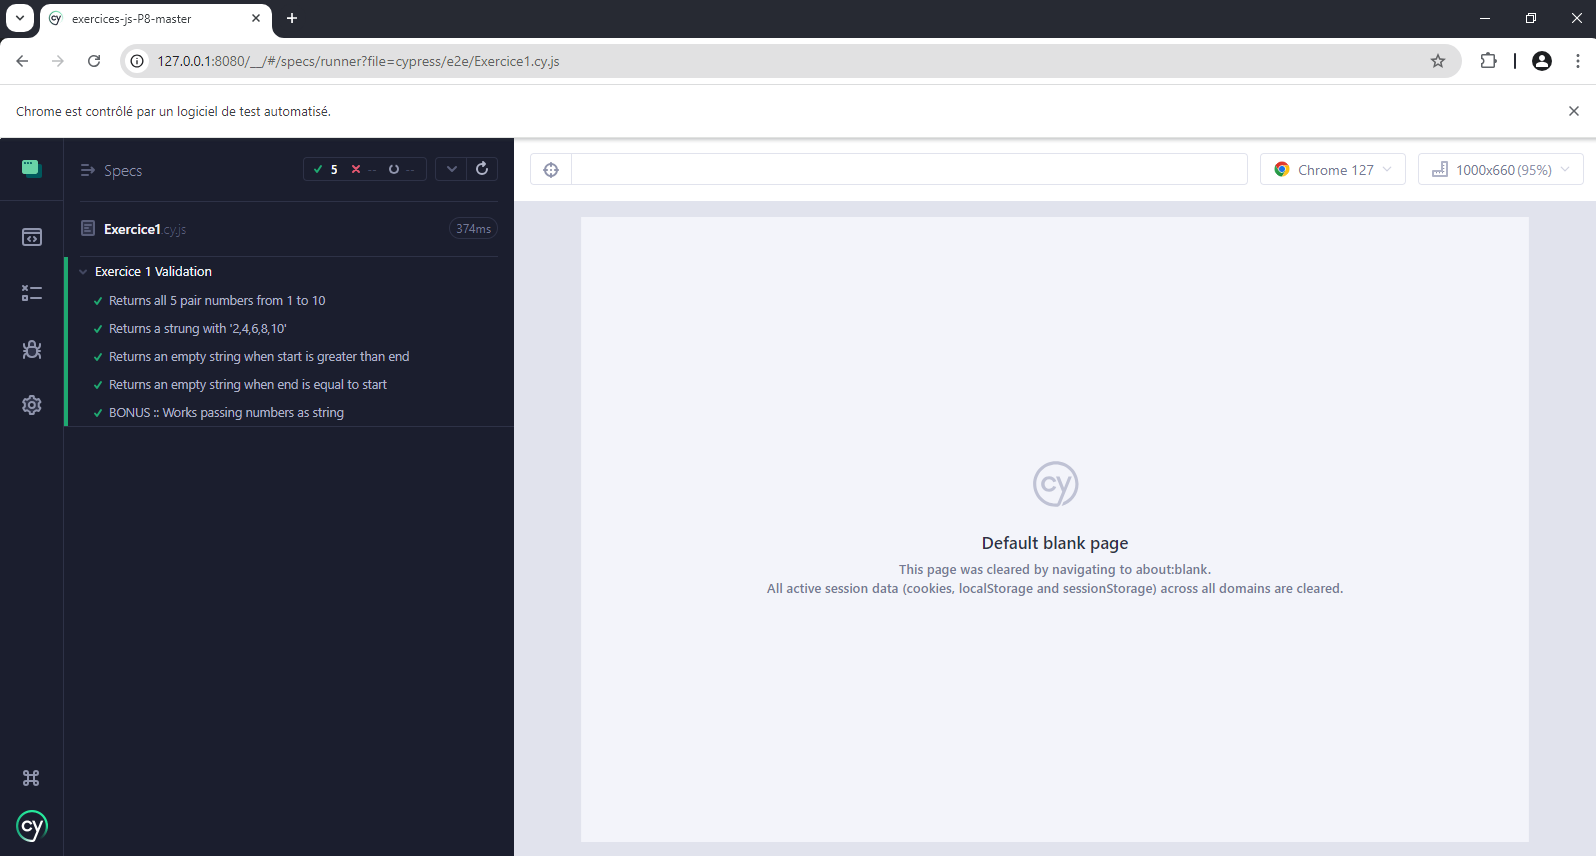 exercices-js-P8-master
127.0.0.1:8080/__/#/specs/runner?file=cypress/e2e/Exercice1.cy.js
Chrome est contrôlé par un logiciel de test automatisé.
Specs
5 -- --
Exercice1.cy.js
374ms
Exercice 1 Validation
Returns all 5 pair numbers from 1 to 10
Returns a strung with '2,4,6,8,10'
Returns an empty string when start is greater than end
Returns an empty string when end is equal to start
BONUS :: Works passing numbers as string
cy
Chrome 127
1000x660 (95%)
cy
Default blank page
This page was cleared by navigating to about:blank.
All active session data (cookies, localStorage and sessionStorage) across all domains are cleared.